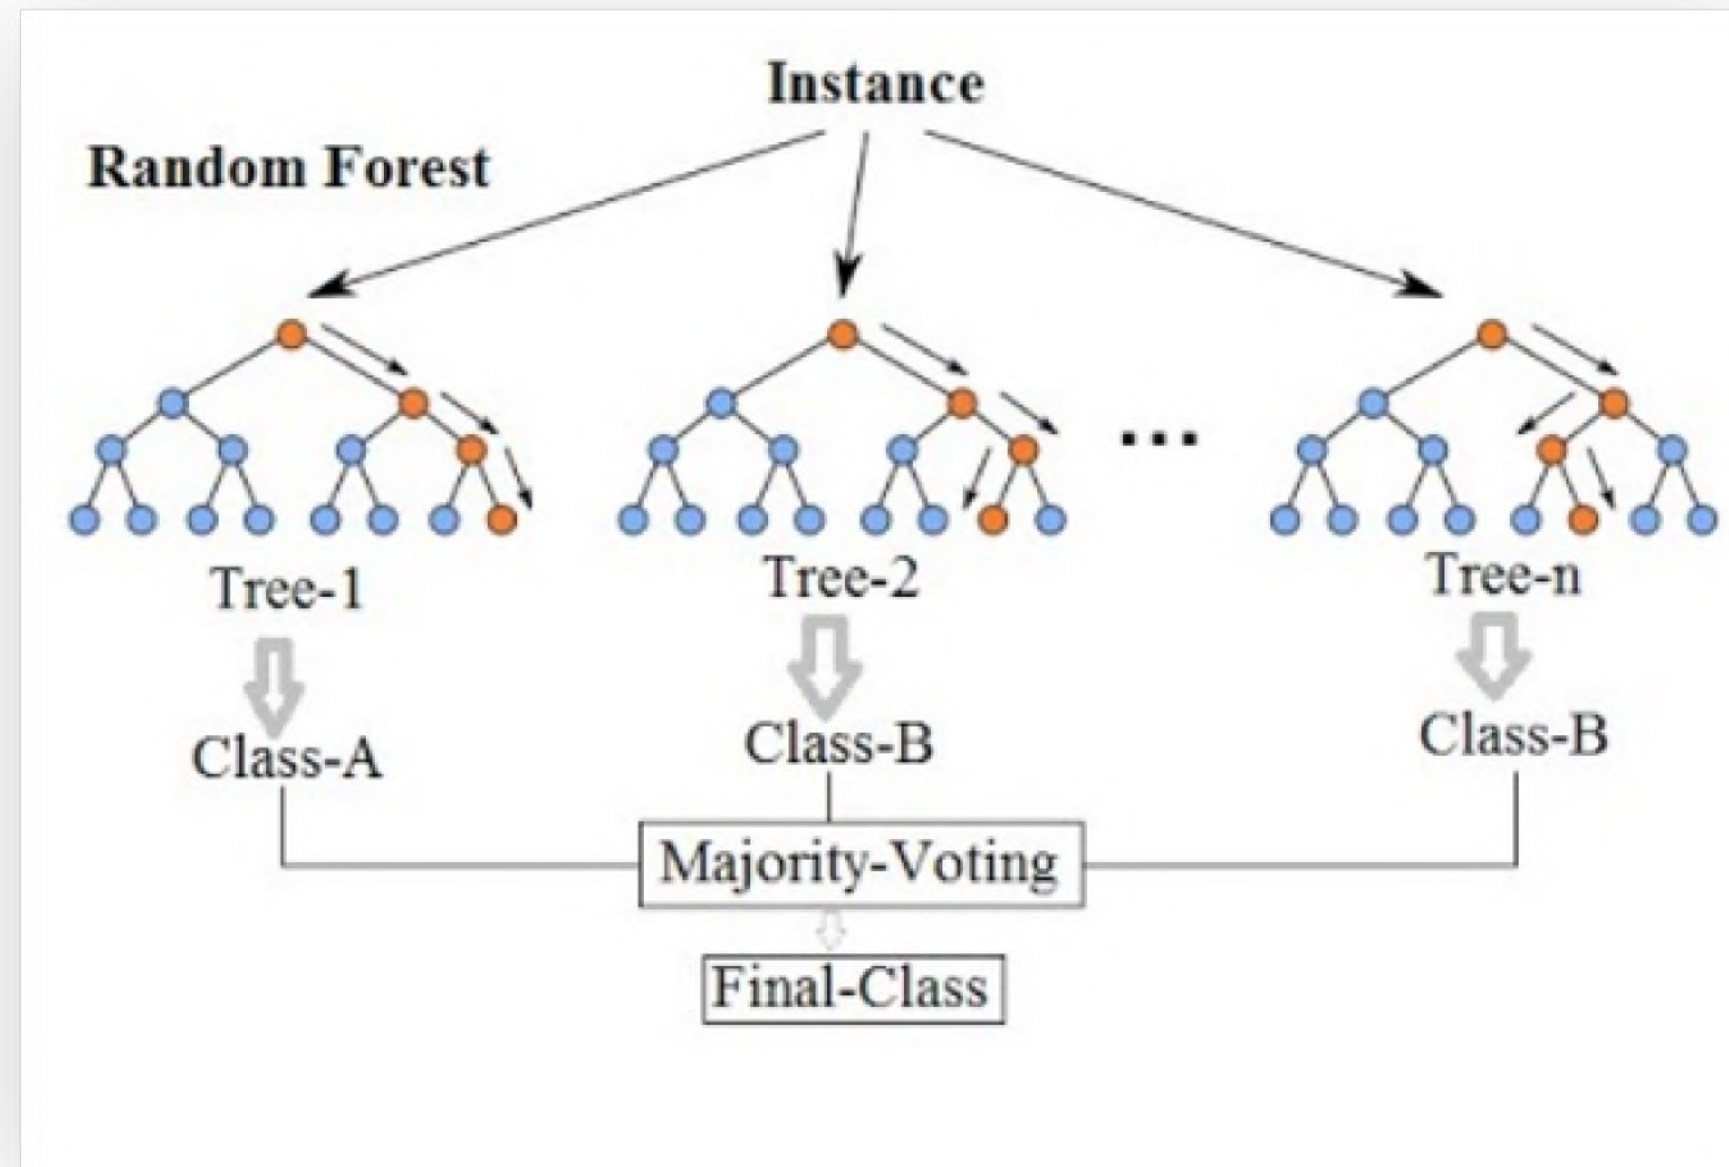 Instance
Random Forest
...
Tree-1
Tree-2
Tree-n
Class-A
Class-B
Class-B
Majority-Voting
Final-Class